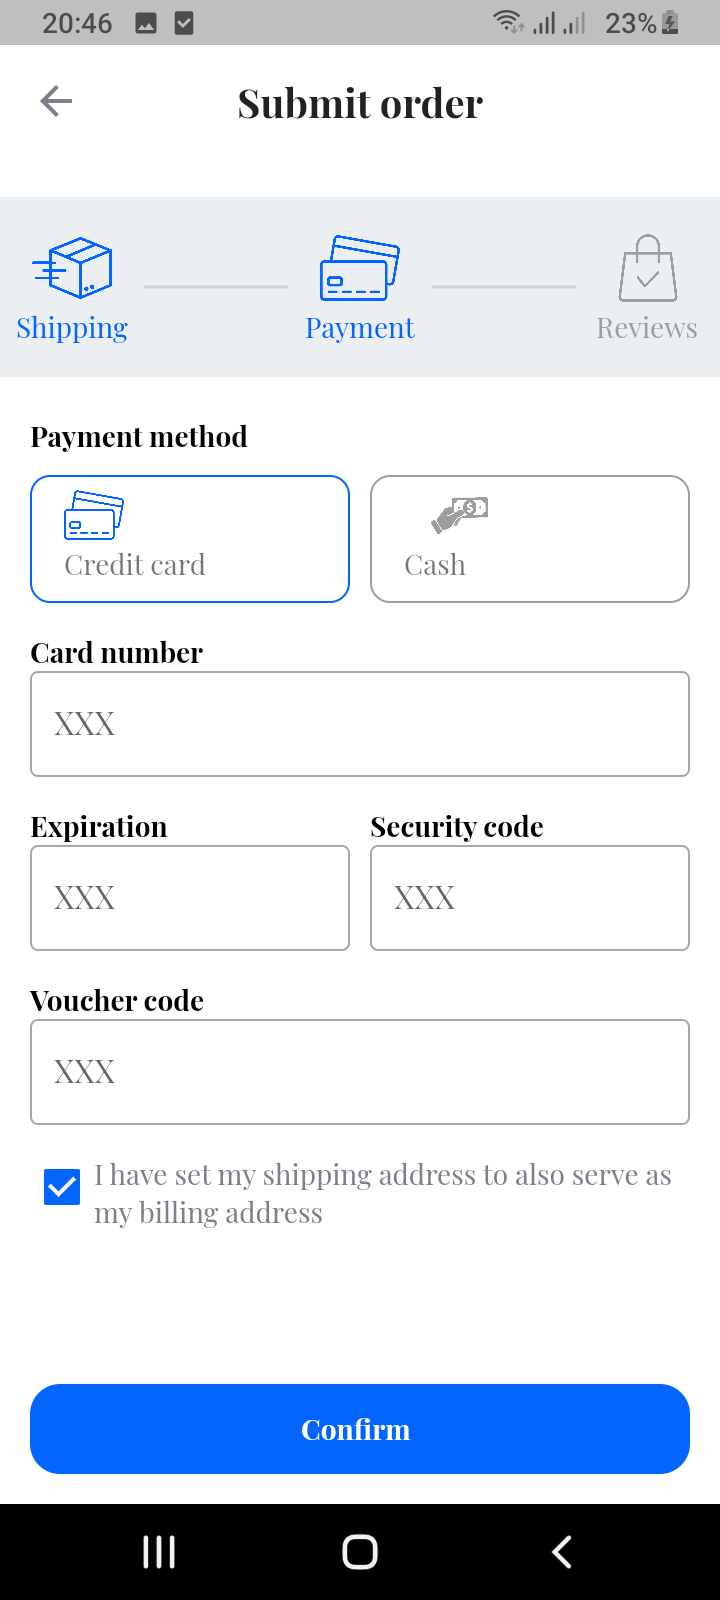 20:46 23%
Submit order
Shipping Payment Reviews
Payment method
Credit card Cash
Card number
XXX
Expiration Security code
XXX XXX
Voucher code
XXX
I have set my shipping address to also serve as
my billing address
Confirm